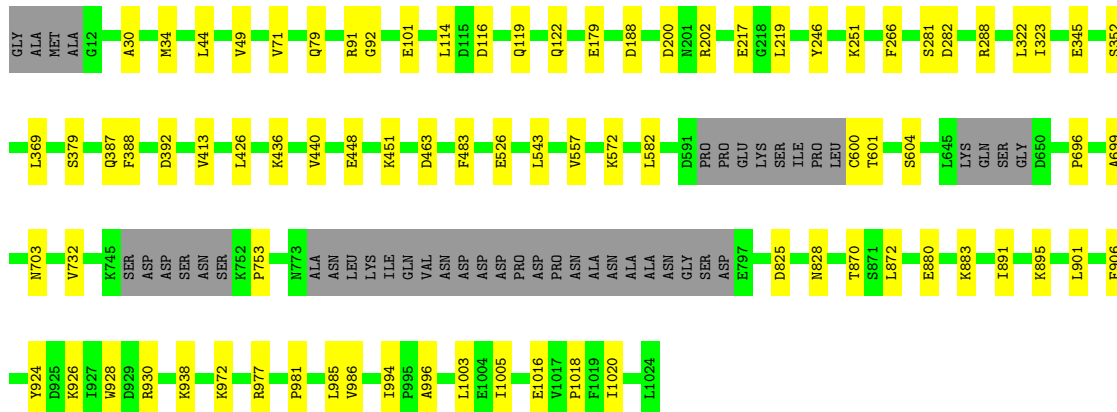 GLY ALA MET ALA G12 A30 M34 L44 V49 V71 Q79 R91 G92 E101 L114 D115 D116 Q119 Q122 E179 D188 D200 N201 R202 E217 G218 L219 Y246 K251 F266 S281 D282 R288 L322 I323 E345 S352
L369 S379 Q387 F388 D392 V413 L426 K436 V440 E448 K451 D463 F483 E526 L543 V557 K572 L582 D591 PRO PRO GLU LYS SER ILE PRO LEU C600 T601 S604 L645 LYS GLN SER GLY D650 P696 A699
N703 V732 K745 SER ASP ASP SER ASN SER K752 P753 N773 ALA ASN LEU LYS ILE GLN VAL ASN ASP ASP ASP PRO ASP PRO ASN ALA ASN ALA ALA ASN GLY SER ASP E797 D825 N828 T870 S871 L872 E880 K883 I891 K895 L901 F906
Y924 D925 K926 I927 W928 D929 R930 K938 K972 R977 P981 L985 V986 I994 P995 A996 L1003 E1004 I1005 E1016 V1017 P1018 F1019 I1020 L1024